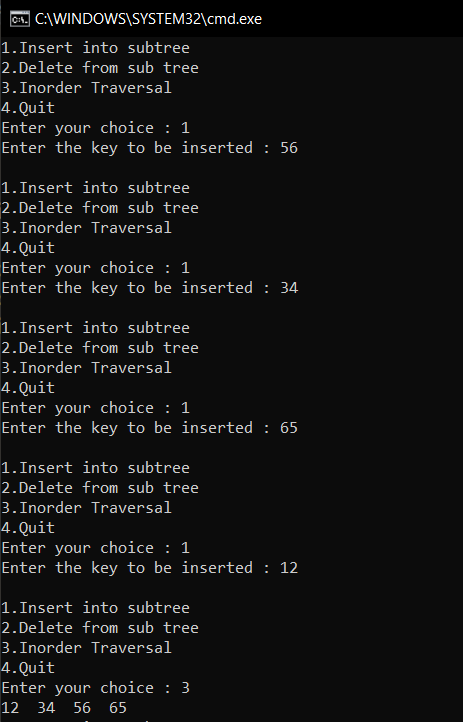 C:\WINDOWS\SYSTEM32\cmd.exe
1.Insert into subtree
2.Delete from sub tree
3.Inorder Traversal
4.Quit
Enter your choice : 1
Enter the key to be inserted : 56
1.Insert into subtree
2.Delete from sub tree
3.Inorder Traversal
4.Quit
Enter your choice : 1
Enter the key to be inserted : 34
1.Insert into subtree
2.Delete from sub tree
3.Inorder Traversal
4.Quit
Enter your choice : 1
Enter the key to be inserted : 65
1.Insert into subtree
2.Delete from sub tree
3.Inorder Traversal
4.Quit
Enter your choice : 1
Enter the key to be inserted : 12
1.Insert into subtree
2.Delete from sub tree
3.Inorder Traversal
4.Quit
Enter your choice : 3
12  34  56  65